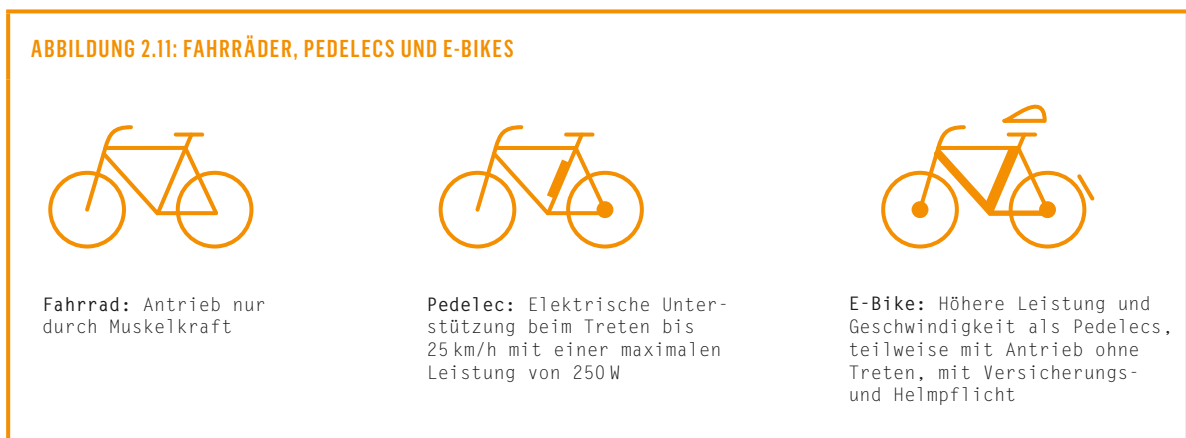 ABBILDUNG 2.11: FAHRRÄDER, PEDELECS UND E-BIKES
Fahrrad: Antrieb nur
durch Muskelkraft
Pedelec: Elektrische Unter-
stützung beim Treten bis
25 km/h mit einer maximalen
Leistung von 250 W
E-Bike: Höhere Leistung und
Geschwindigkeit als Pedelecs,
teilweise mit Antrieb ohne
Treten, mit Versicherungs-
und Helmpflicht